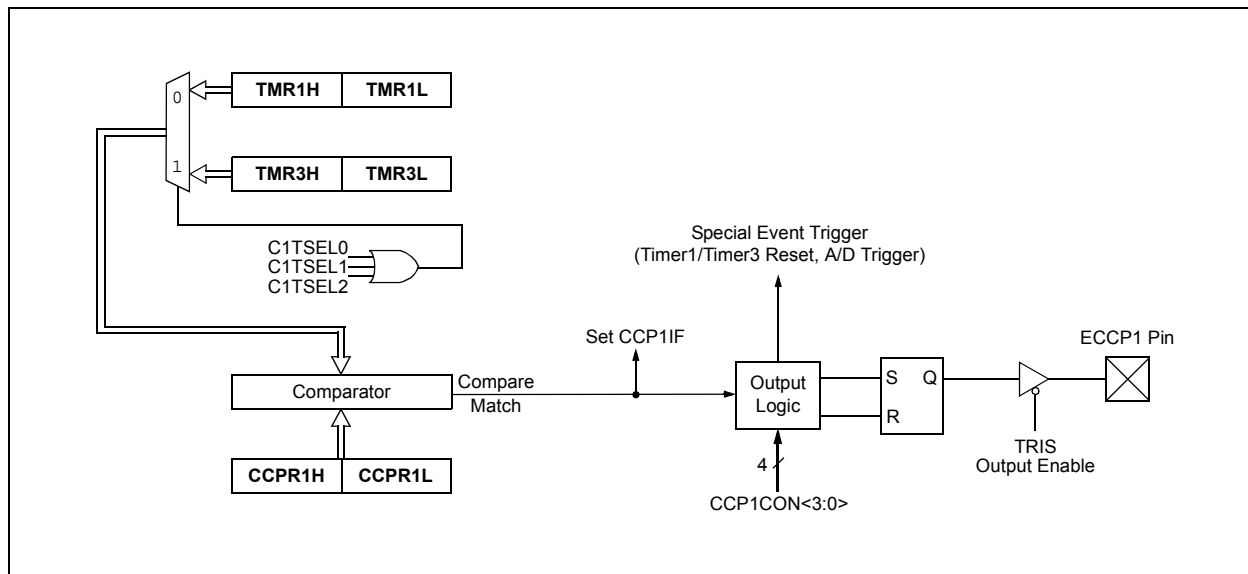 0
TMR1H TMR1L
1
TMR3H TMR3L
C1TSEL0
C1TSEL1
C1TSEL2
Special Event Trigger
(Timer1/Timer3 Reset, A/D Trigger)
Set CCP1IF
ECCP1 Pin
Comparator
Compare
Match
Output
Logic
S Q
R
TRIS
Output Enable
CCPR1H CCPR1L
4
CCP1CON<3:0>